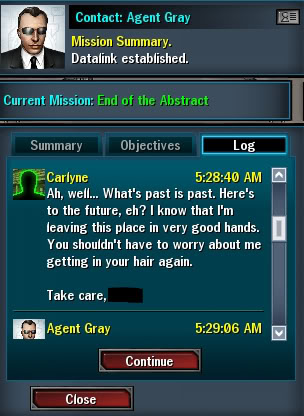 Contact: Agent Gray
Mission Summary.
Datalink established.
Current Mission: End of the Abstract
Summary
Objectives
Log
Carlyne 5:28:40 AM
Ah, well... What's past is past. Here's
to the future, eh? I know that I'm
leaving this place in very good hands.
You shouldn't have to worry about me
getting in your hair again.
Take care,
Agent Gray 5:29:06 AM
Continue
Close